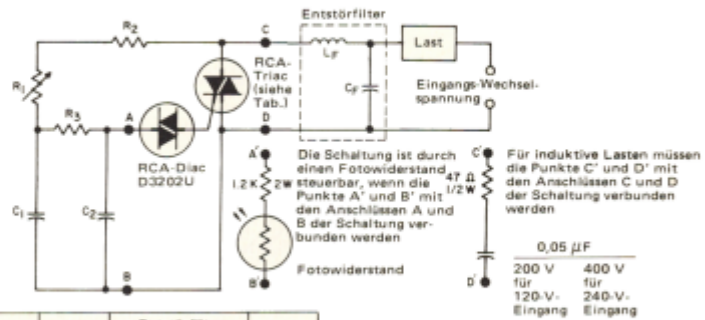 Entstörfilter
R2
C
LF
Last
R1
RCA-
Triac
(siehe
Tab.)
CF
Eingangs-Wechsel-
spannung
R3
A
D
RCA-Diac
D3202U
C1
C2
B
A'
1.2 K
2W
B'
Die Schaltung ist durch
einen Fotowiderstand
steuerbar, wenn die
Punkte A' und B' mit
den Anschlüssen A und
B der Schaltung ver-
bunden werden
Fotowiderstand
C'
47 Ω
1/2 W
D'
Für induktive Lasten müssen
die Punkte C' und D' mit
den Anschlüssen C und D
der Schaltung verbunden
werden
0,05 µF
200 V 400 V
für für
120-V- 240-V-
Eingang Eingang